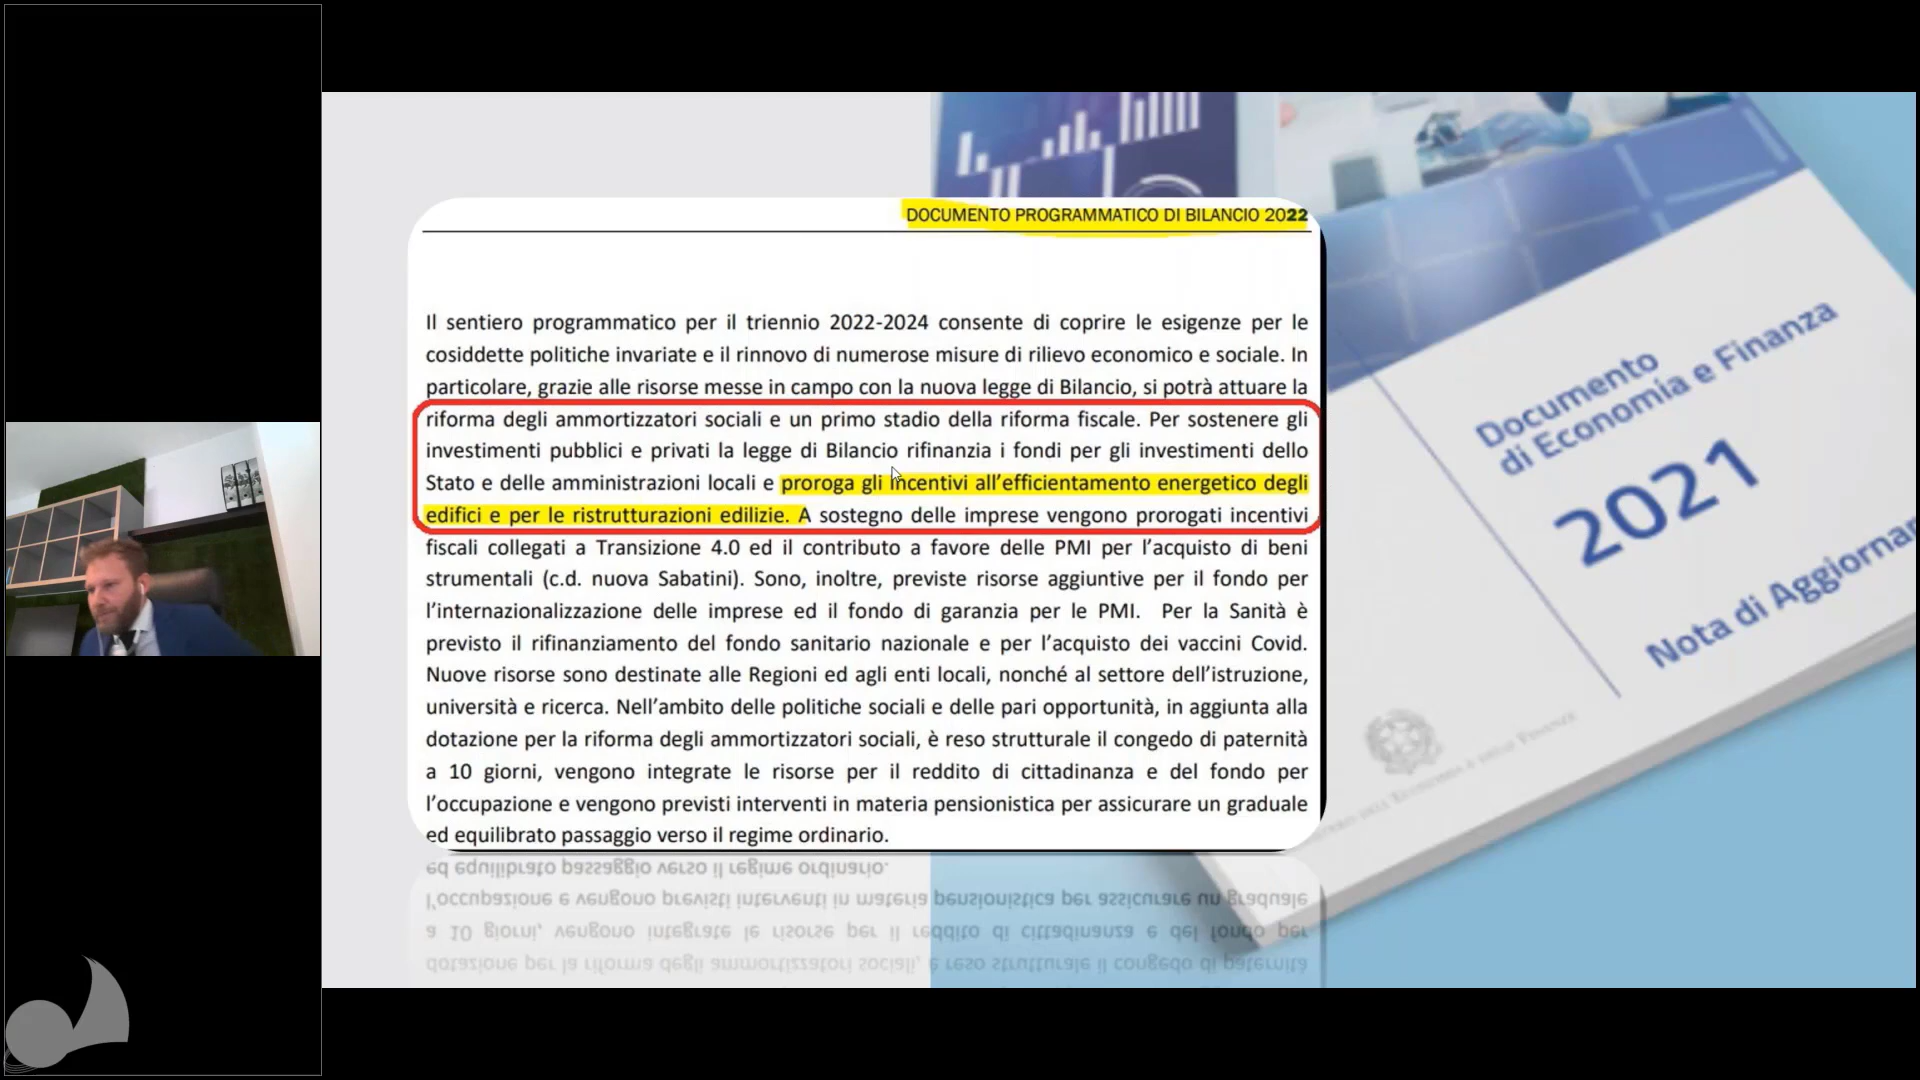 DOCUMENTO PROGRAMMATICO DI BILANCIO 2022
Il sentiero programmatico per il triennio 2022-2024 consente di coprire le esigenze per le
cosiddette politiche invariate e il rinnovo di numerose misure di rilievo economico e sociale. In
particolare, grazie alle risorse messe in campo con la nuova legge di Bilancio, si potrà attuare la
riforma degli ammortizzatori sociali e un primo stadio della riforma fiscale. Per sostenere gli
investimenti pubblici e privati la legge di Bilancio rifinanzia i fondi per gli investimenti dello
Stato e delle amministrazioni locali e proroga gli incentivi all’efficientamento energetico degli
edifici e per le ristrutturazioni edilizie. A sostegno delle imprese vengono prorogati incentivi
fiscali collegati a Transizione 4.0 ed il contributo a favore delle PMI per l’acquisto di beni
strumentali (c.d. nuova Sabatini). Sono, inoltre, previste risorse aggiuntive per il fondo per
l’internazionalizzazione delle imprese ed il fondo di garanzia per le PMI. Per la Sanità è
previsto il rifinanziamento del fondo sanitario nazionale e per l’acquisto dei vaccini Covid.
Nuove risorse sono destinate alle Regioni ed agli enti locali, nonché al settore dell’istruzione,
università e ricerca. Nell’ambito delle politiche sociali e delle pari opportunità, in aggiunta alla
dotazione per la riforma degli ammortizzatori sociali, è reso strutturale il congedo di paternità
a 10 giorni, vengono integrate le risorse per il reddito di cittadinanza e del fondo per
l’occupazione e vengono previsti interventi in materia pensionistica per assicurare un graduale
ed equilibrato passaggio verso il regime ordinario.
Documento
di Economia e Finanza
2021
Nota di